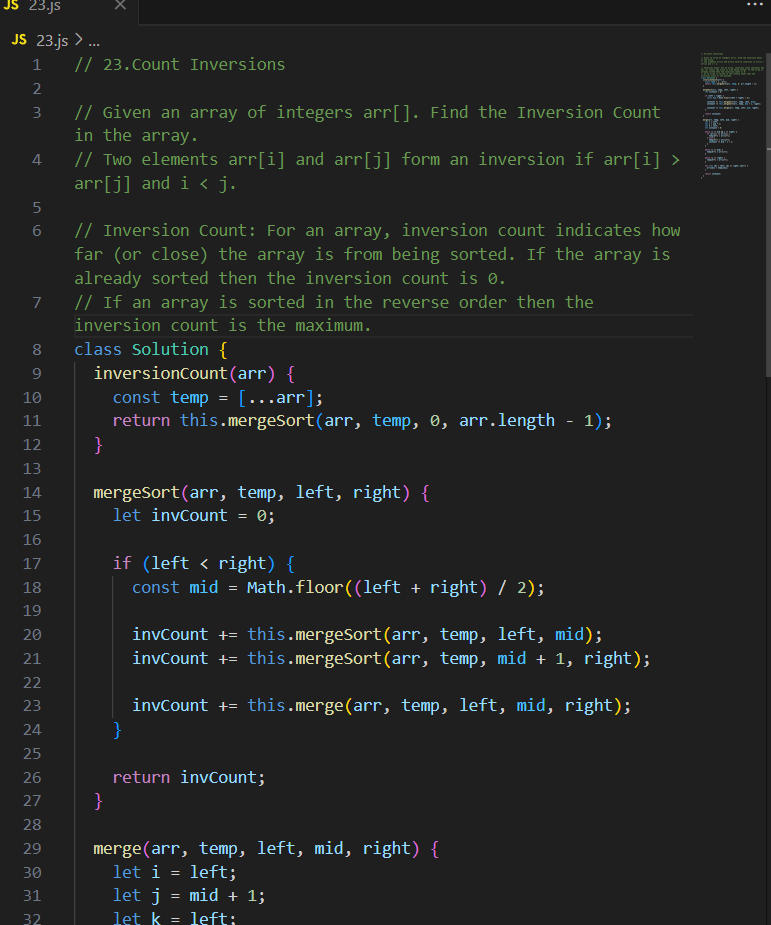 JS 23.js ×
...
JS 23.js > ...
1 // 23.Count Inversions
2
3 // Given an array of integers arr[]. Find the Inversion Count
in the array.
4 // Two elements arr[i] and arr[j] form an inversion if arr[i] >
arr[j] and i < j.
5
6 // Inversion Count: For an array, inversion count indicates how
far (or close) the array is from being sorted. If the array is
already sorted then the inversion count is 0.
7 // If an array is sorted in the reverse order then the
inversion count is the maximum.
8 class Solution {
9   inversionCount(arr) {
10     const temp = [...arr];
11     return this.mergeSort(arr, temp, 0, arr.length - 1);
12   }
13
14   mergeSort(arr, temp, left, right) {
15     let invCount = 0;
16
17     if (left < right) {
18       const mid = Math.floor((left + right) / 2);
19
20       invCount += this.mergeSort(arr, temp, left, mid);
21       invCount += this.mergeSort(arr, temp, mid + 1, right);
22
23       invCount += this.merge(arr, temp, left, mid, right);
24     }
25
26     return invCount;
27   }
28
29   merge(arr, temp, left, mid, right) {
30     let i = left;
31     let j = mid + 1;
32     let k = left;